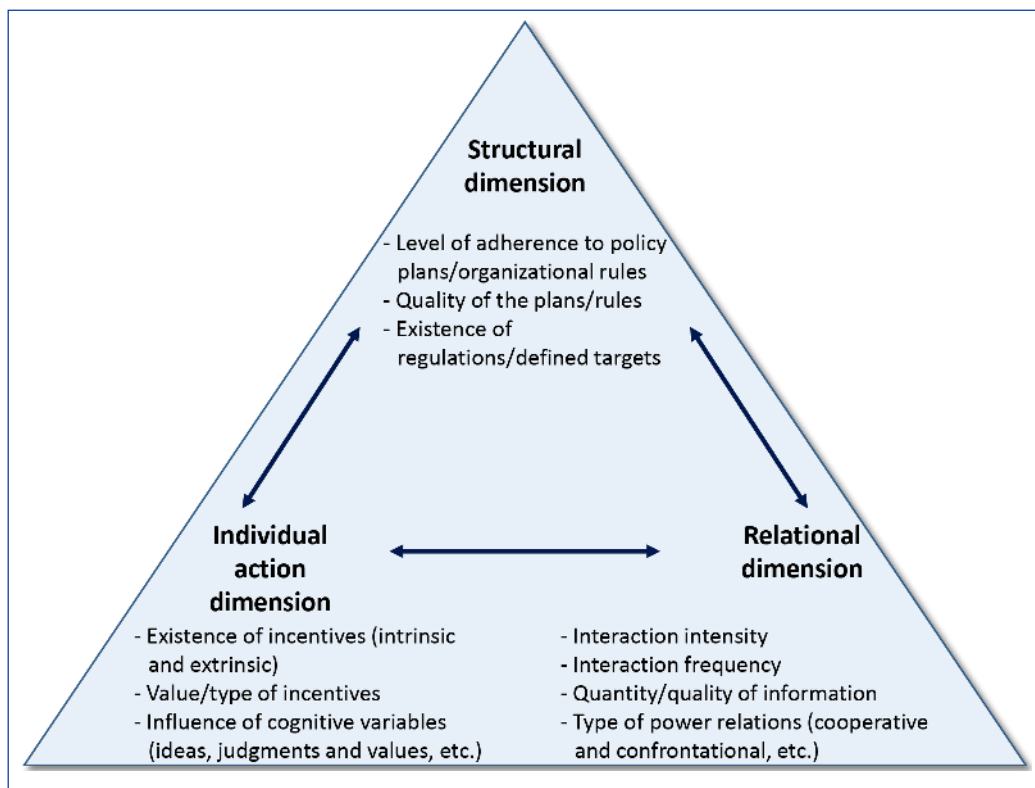 Structural
dimension
- Level of adherence to policy
plans/organizational rules
- Quality of the plans/rules
- Existence of
regulations/defined targets
Individual
action
dimension
- Existence of incentives (intrinsic
and extrinsic)
- Value/type of incentives
- Influence of cognitive variables
(ideas, judgments and values, etc.)
Relational
dimension
- Interaction intensity
- Interaction frequency
- Quantity/quality of information
- Type of power relations (cooperative
and confrontational, etc.)